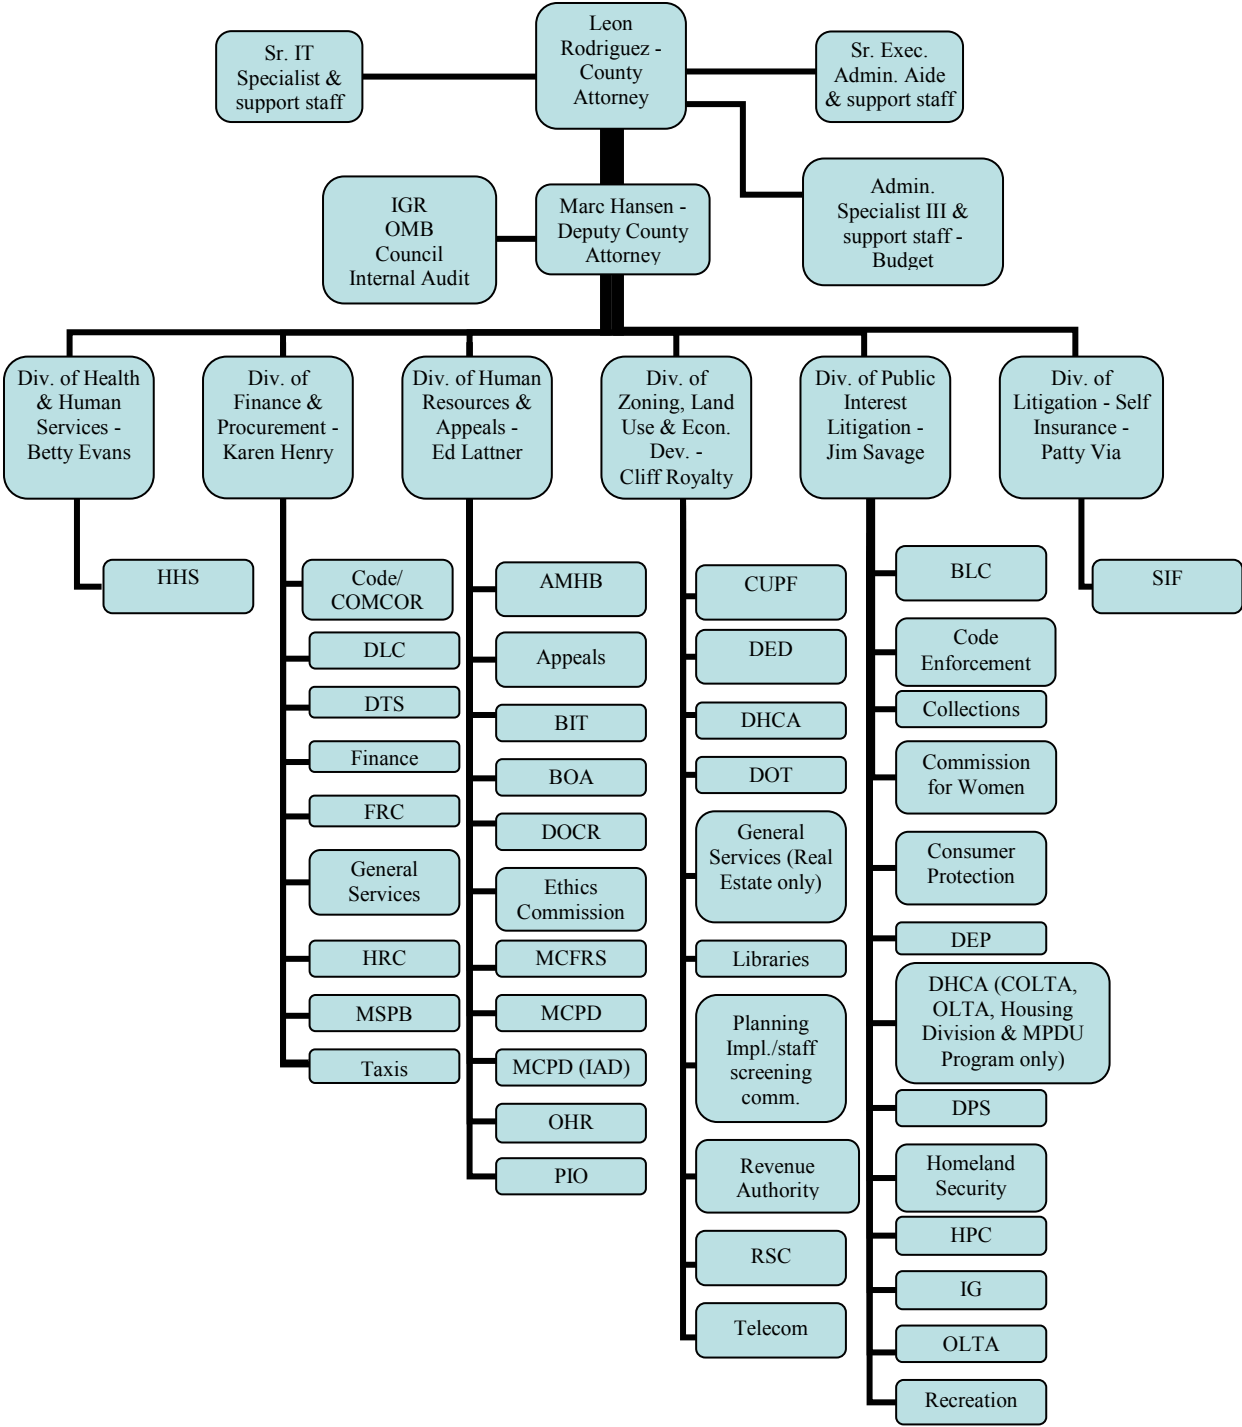 Leon
Rodriguez -
County
Attorney
Sr. IT
Specialist &
support staff
Sr. Exec.
Admin. Aide
& support staff
Admin.
Specialist III &
support staff -
Budget
IGR
OMB
Council
Internal Audit
Marc Hansen -
Deputy County
Attorney
Div. of Health
& Human
Services -
Betty Evans
Div. of
Finance &
Procurement -
Karen Henry
Div. of Human
Resources &
Appeals -
Ed Lattner
Div. of
Zoning, Land
Use & Econ.
Dev. -
Cliff Royalty
Div. of Public
Interest
Litigation -
Jim Savage
Div. of
Litigation - Self
Insurance -
Patty Via
HHS
Code/
COMCOR
DLC
DTS
Finance
FRC
General
Services
HRC
MSPB
Taxis
AMHB
Appeals
BIT
BOA
DOCR
Ethics
Commission
MCFRS
MCPD
MCPD (IAD)
OHR
PIO
CUPF
DED
DHCA
DOT
General
Services (Real
Estate only)
Libraries
Planning
Impl./staff
screening
comm.
Revenue
Authority
RSC
Telecom
BLC
Code
Enforcement
Collections
Commission
for Women
Consumer
Protection
DEP
DHCA (COLTA,
OLTA, Housing
Division & MPDU
Program only)
DPS
Homeland
Security
HPC
IG
OLTA
Recreation
SIF